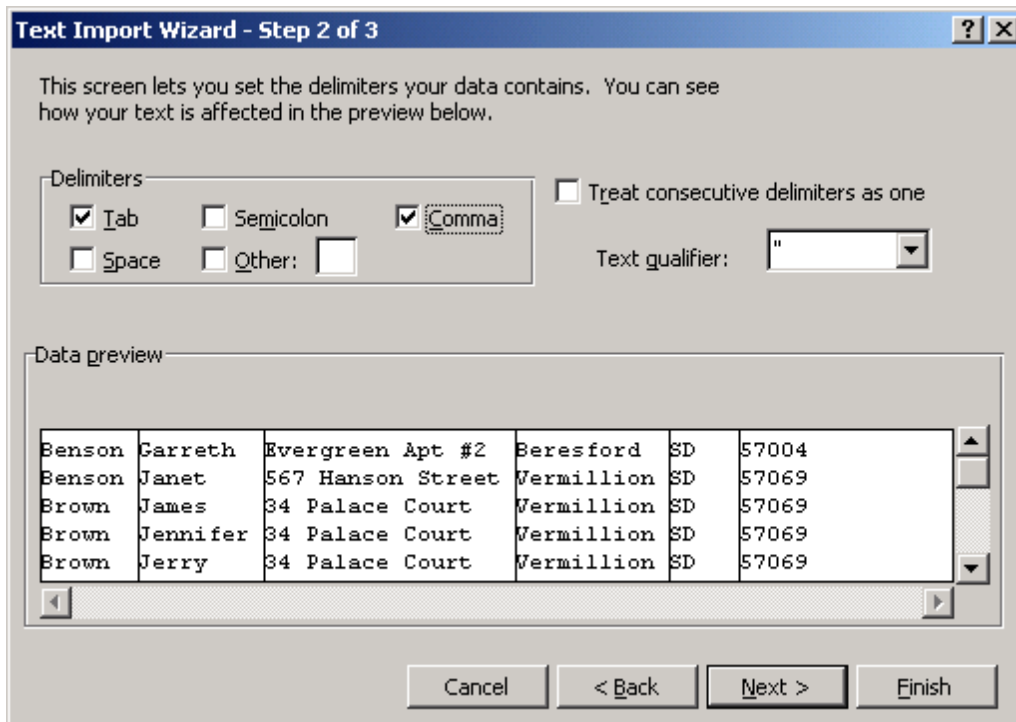 Text Import Wizard - Step 2 of 3
This screen lets you set the delimiters your data contains. You can see
how your text is affected in the preview below.
Delimiters
Tab Semicolon Comma
Space Other:
Treat consecutive delimiters as one
Text qualifier: "
Data preview
Benson Garreth Evergreen Apt #2 Beresford SD 57004
Benson Janet 567 Hanson Street Vermillion SD 57069
Brown James 34 Palace Court Vermillion SD 57069
Brown Jennifer 34 Palace Court Vermillion SD 57069
Brown Jerry 34 Palace Court Vermillion SD 57069
Cancel < Back Next > Finish